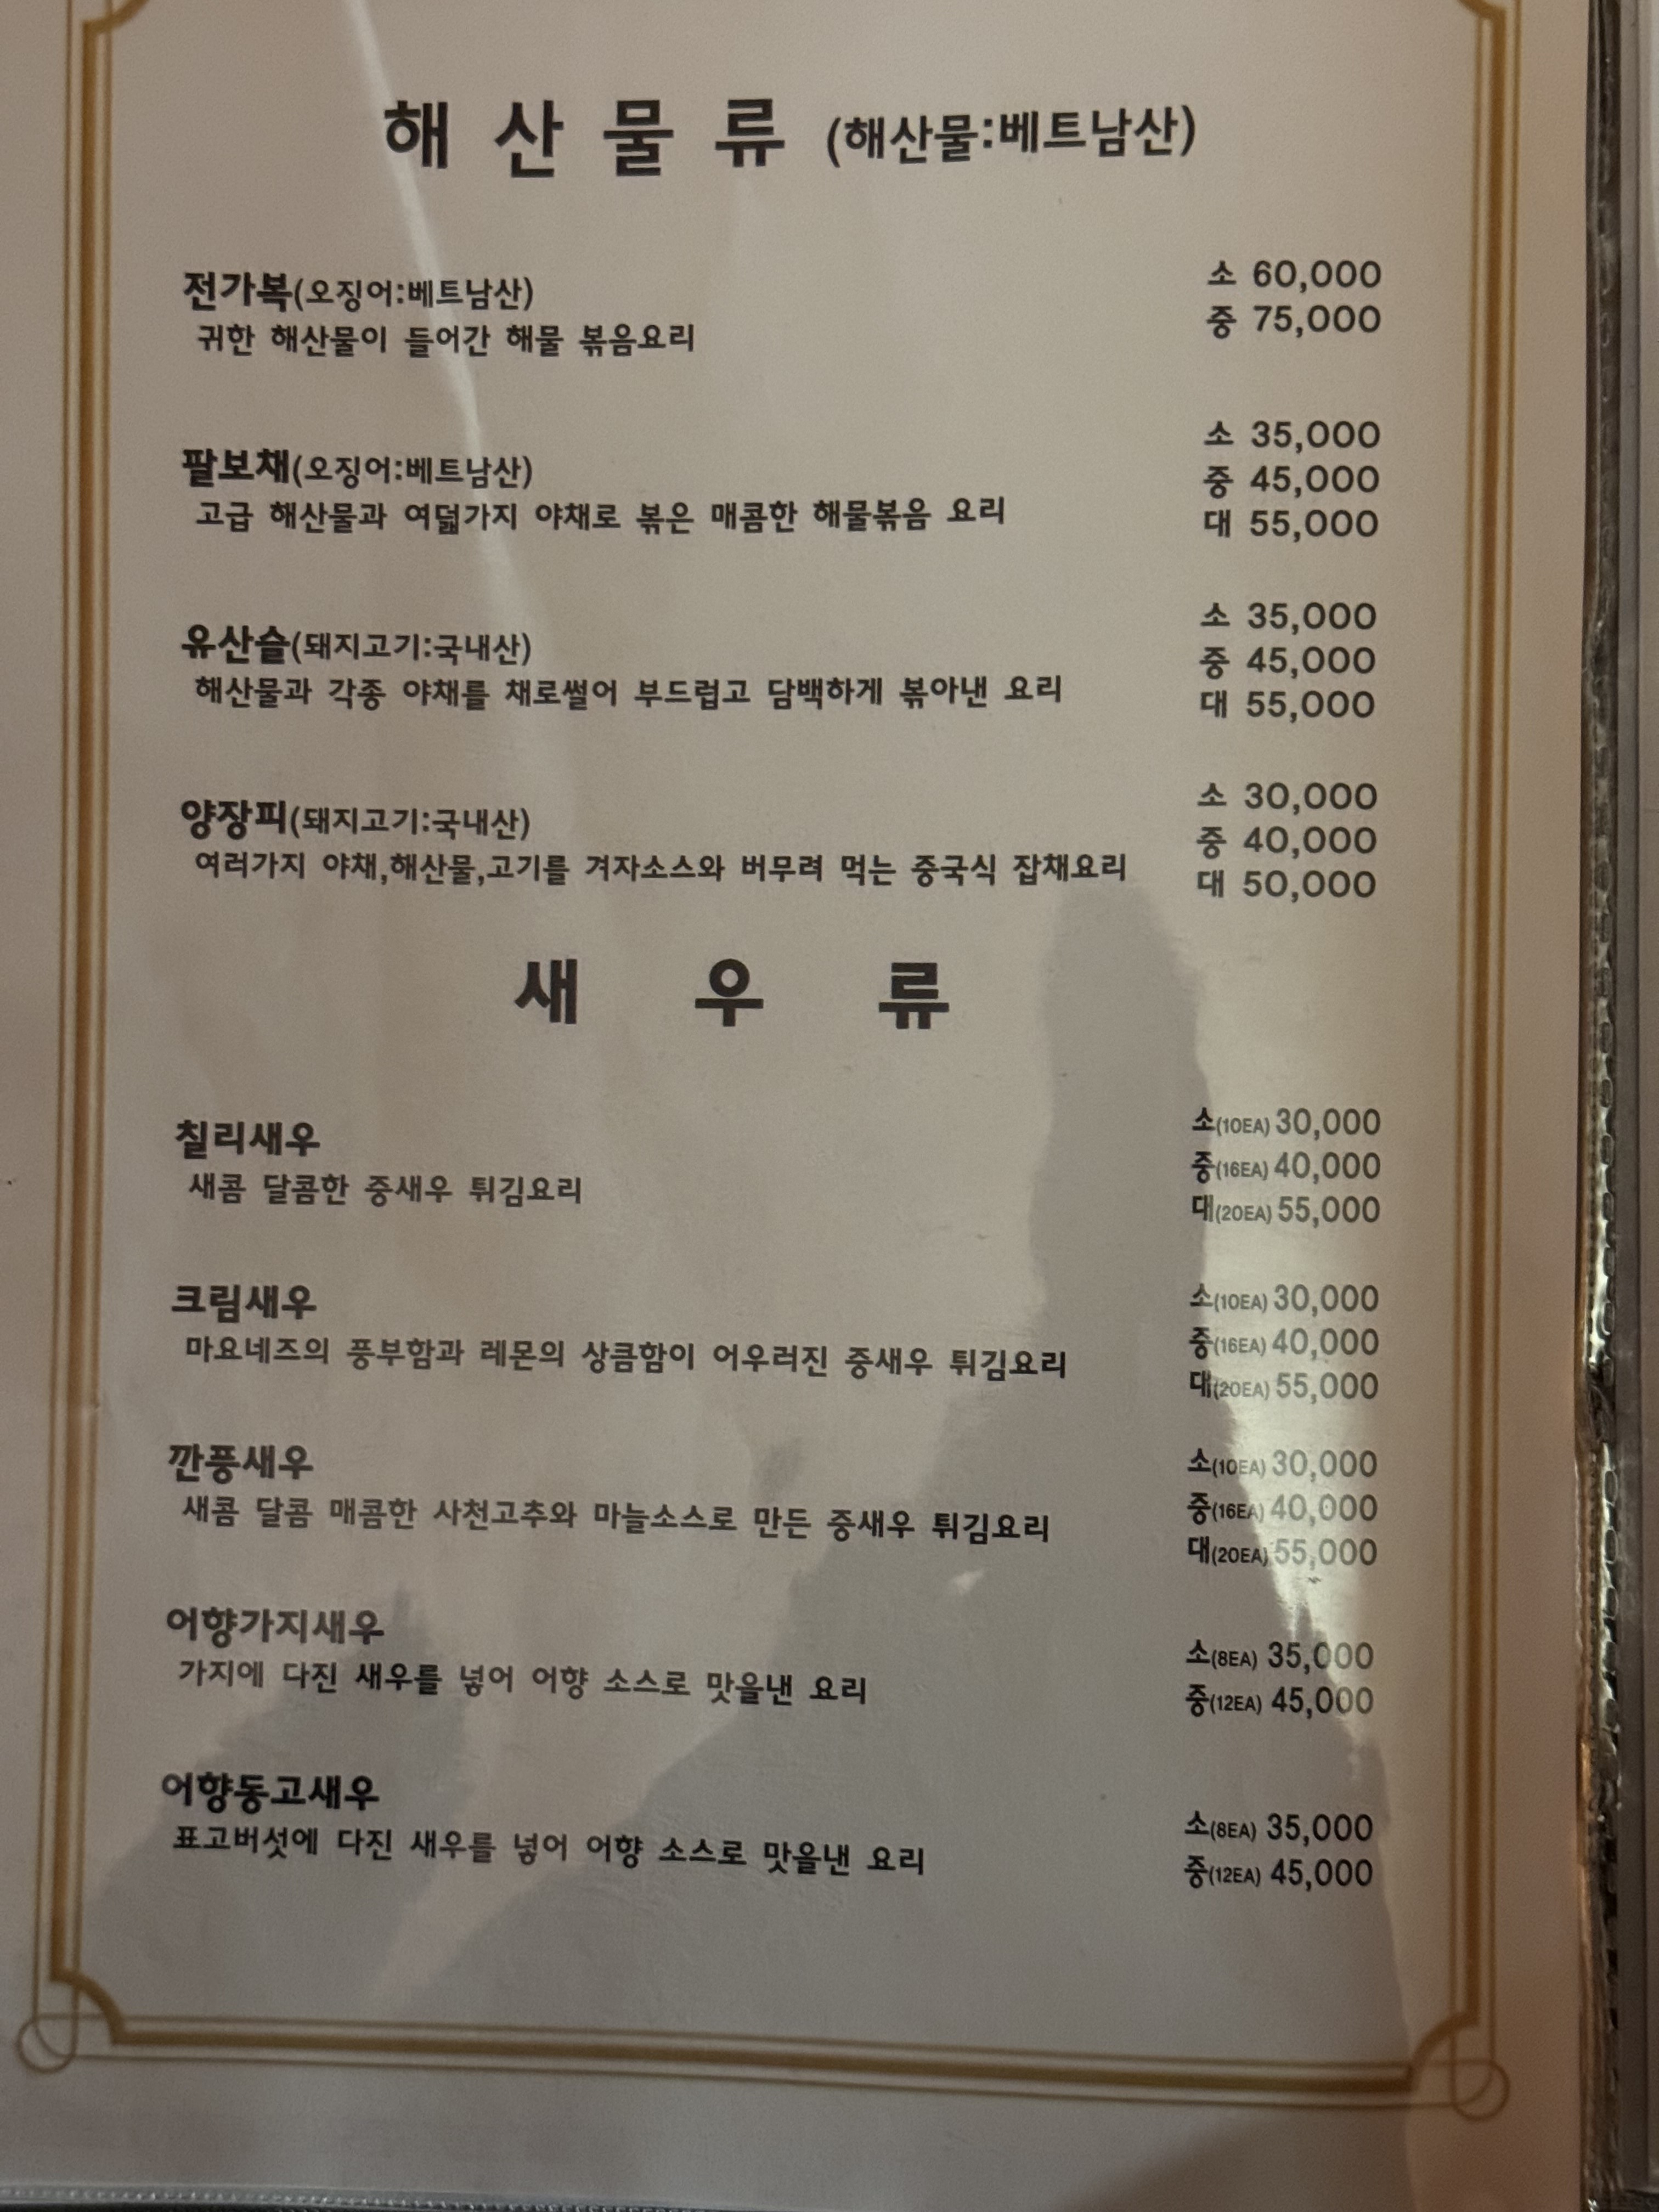 해 산 물 류 (해산물:베트남산)
전가복(오징어:베트남산)
귀한 해산물이 들어간 해물 볶음요리
소 60,000
중 75,000
팔보채(오징어:베트남산)
고급 해산물과 여덟가지 야채로 볶은 매콤한 해물볶음 요리
소 35,000
중 45,000
대 55,000
유산슬(돼지고기:국내산)
해산물과 각종 야채를 채로썰어 부드럽고 담백하게 볶아낸 요리
소 35,000
중 45,000
대 55,000
양장피(돼지고기:국내산)
여러가지 야채,해산물,고기를 겨자소스와 버무려 먹는 중국식 잡채요리
소 30,000
중 40,000
대 50,000
새 우 류
칠리새우
새콤 달콤한 중새우 튀김요리
소(10EA) 30,000
중(16EA) 40,000
대(20EA) 55,000
크림새우
마요네즈의 풍부함과 레몬의 상큼함이 어우러진 중새우 튀김요리
소(10EA) 30,000
중(16EA) 40,000
대(20EA) 55,000
깐풍새우
새콤 달콤 매콤한 사천고추와 마늘소스로 만든 중새우 튀김요리
소(10EA) 30,000
중(16EA) 40,000
대(20EA) 55,000
어향가지새우
가지에 다진 새우를 넣어 어향 소스로 맛을낸 요리
소(8EA) 35,000
중(12EA) 45,000
어향동고새우
표고버섯에 다진 새우를 넣어 어향 소스로 맛을낸 요리
소(8EA) 35,000
중(12EA) 45,000